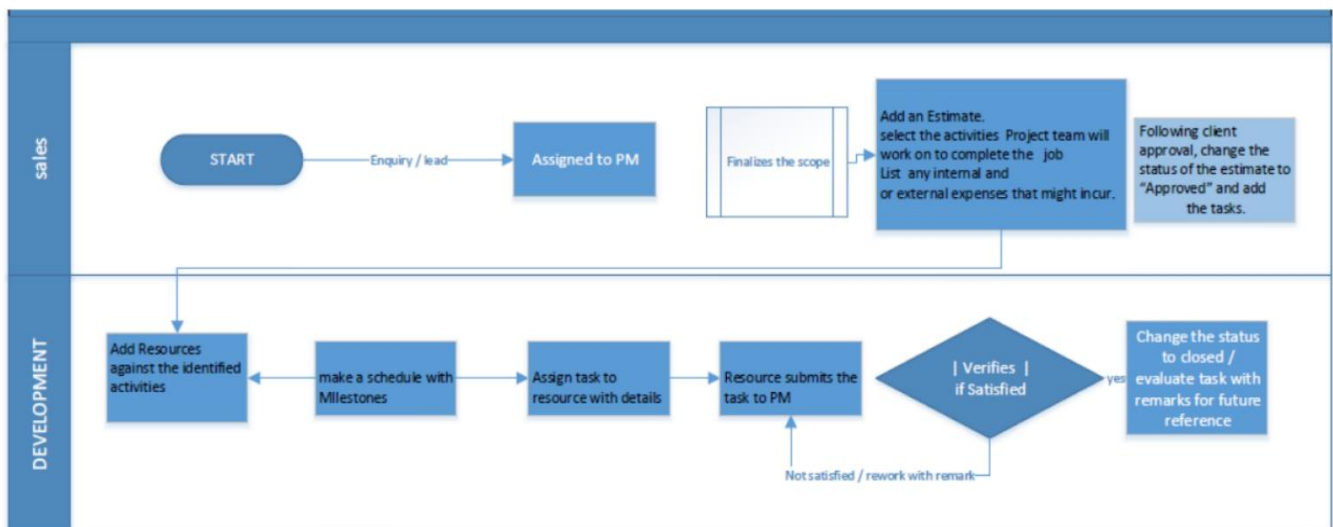 sales
START
Enquiry / lead
Assigned to PM
Finalizes the scope
Add an Estimate.
select the activities Project team will
work on to complete the job
List any internal and
or external expenses that might incur.
Following client
approval, change the
status of the estimate to
“Approved” and add
the tasks.
DEVELOPMENT
Add Resources
against the identified
activities
make a schedule with
MIlestones
Assign task to
resource with details
Resource submits the
task to PM
| Verifies |
if Satisfied
yes
Change the status
to closed /
evaluate task with
remarks for future
reference
Not satisfied / rework with remark